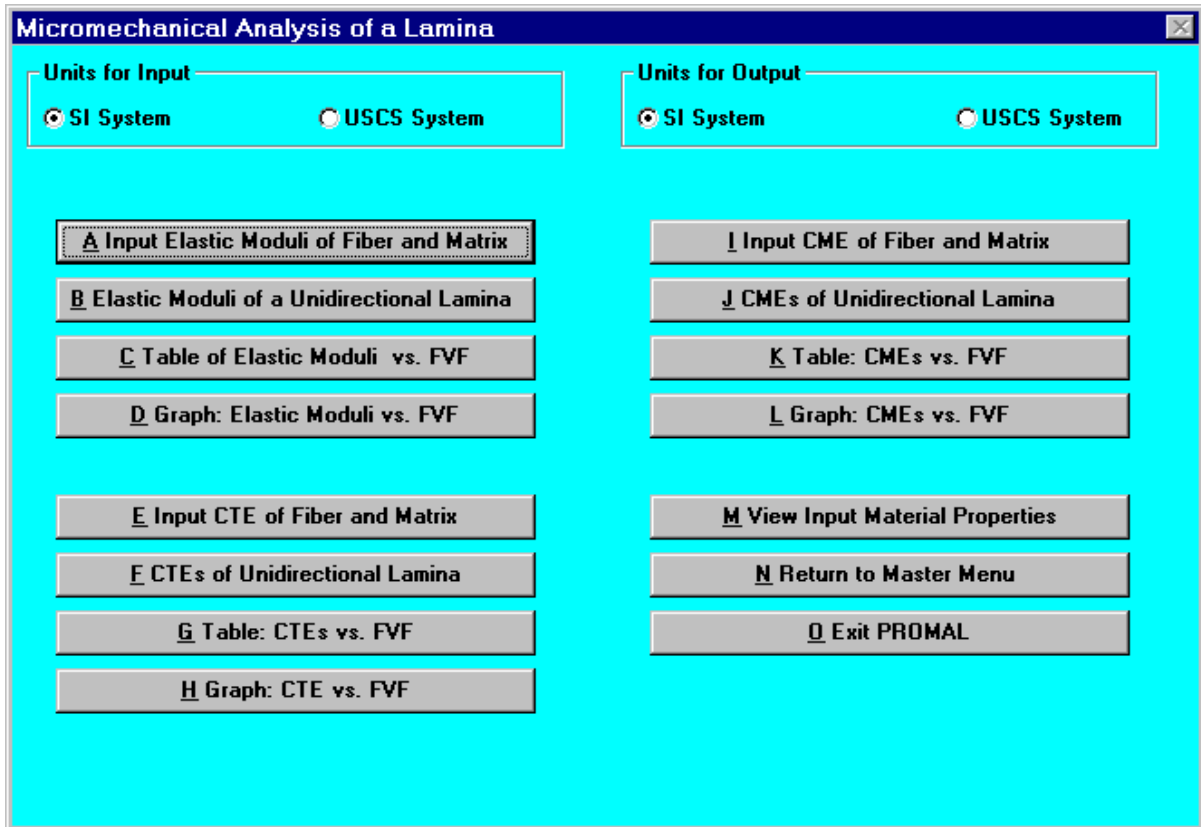 Micromechanical Analysis of a Lamina
Units for Input
SI System
USCS System
Units for Output
SI System
USCS System
A Input Elastic Moduli of Fiber and Matrix
B Elastic Moduli of a Unidirectional Lamina
C Table of Elastic Moduli vs. FVF
D Graph: Elastic Moduli vs. FVF
E Input CTE of Fiber and Matrix
F CTEs of Unidirectional Lamina
G Table: CTEs vs. FVF
H Graph: CTE vs. FVF
I Input CME of Fiber and Matrix
J CMEs of Unidirectional Lamina
K Table: CMEs vs. FVF
L Graph: CMEs vs. FVF
M View Input Material Properties
N Return to Master Menu
O Exit PROMAL